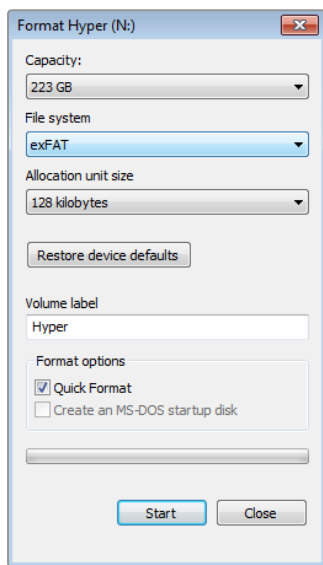 Format Hyper (N:)
Capacity:
223 GB
File system
exFAT
Allocation unit size
128 kilobytes
Restore device defaults
Volume label
Hyper
Format options
Quick Format
Create an MS-DOS startup disk
Start
Close